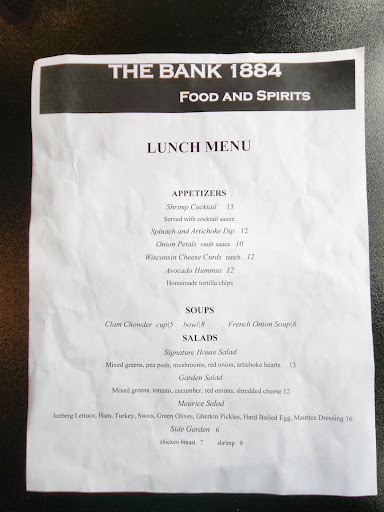 THE BANK 1884
FOOD AND SPIRITS
LUNCH MENU
APPETIZERS
Shrimp Cocktail 15
Served with cocktail sauce
Spinach and Artichoke Dip 12
Onion Petals sauce 10
Wisconsin Cheese Curds ranch 12
Avocado Hummus 12
Homemade tortilla chips
SOUPS
Clam Chowder cup|5 bowl|8 French Onion Soup|8
SALADS
Signature House Salad
Mixed greens, pea pods, mushrooms, red onion, artichoke hearts 13
Garden Salad
Mixed greens, tomato, cucumber, red onions, shredded cheese 12
Maurice Salad
Iceberg Lettuce, Ham, Turkey, Swiss, Green Olives, Gherkin Pickles, Hard Boiled Egg, Maurice Dressing 16
Side Garden 6
chicken breast 7 shrimp 9